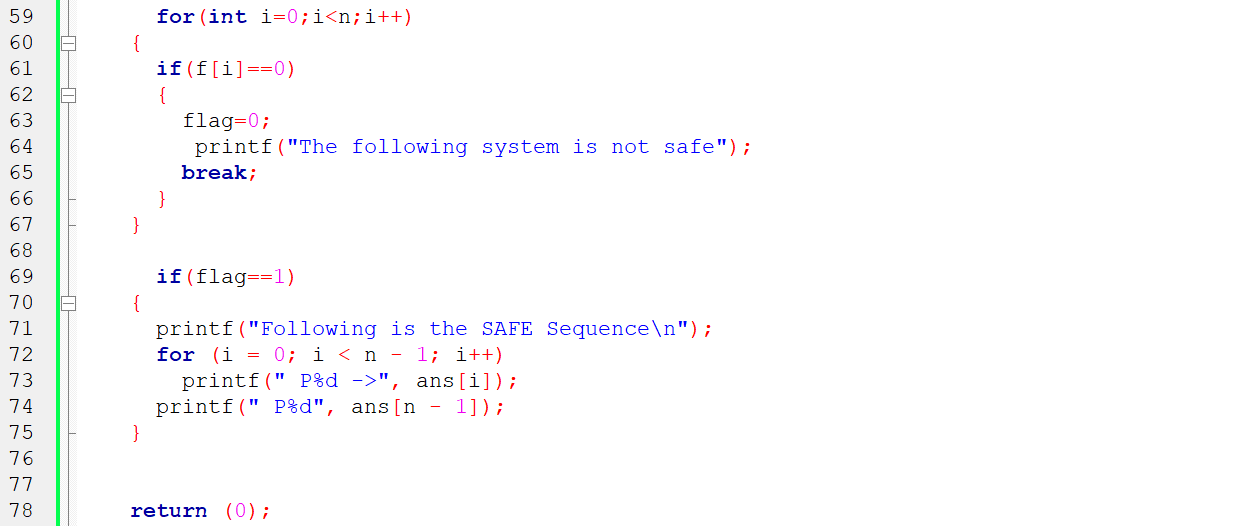 59 for(int i=0;i<n;i++)
60 {
61 if(f[i]==0)
62 {
63 flag=0;
64 printf("The following system is not safe");
65 break;
66 }
67 }
68
69 if(flag==1)
70 {
71 printf("Following is the SAFE Sequence\n");
72 for (i = 0; i < n - 1; i++)
73 printf(" P%d ->", ans[i]);
74 printf(" P%d", ans[n - 1]);
75 }
76
77
78 return (0);